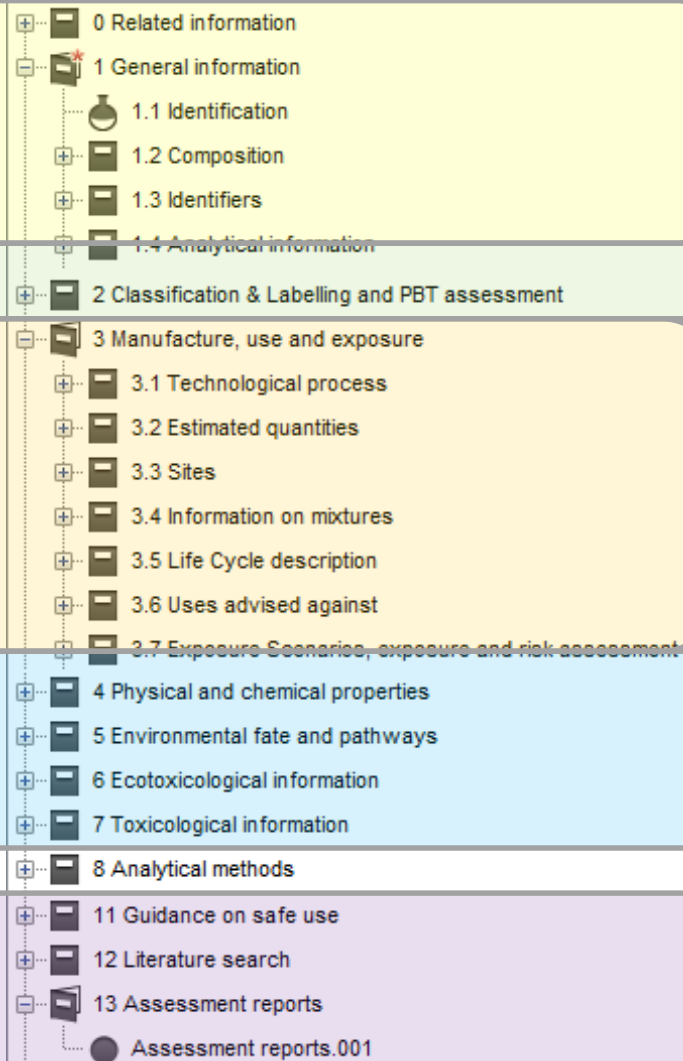 0 Related information
1 General information
1.1 Identification
1.2 Composition
1.3 Identifiers
1.4 Analytical information
2 Classification & Labelling and PBT assessment
3 Manufacture, use and exposure
3.1 Technological process
3.2 Estimated quantities
3.3 Sites
3.4 Information on mixtures
3.5 Life Cycle description
3.6 Uses advised against
3.7 Exposure Scenarios, exposure and risk assessment
4 Physical and chemical properties
5 Environmental fate and pathways
6 Ecotoxicological information
7 Toxicological information
8 Analytical methods
11 Guidance on safe use
12 Literature search
13 Assessment reports
Assessment reports.001